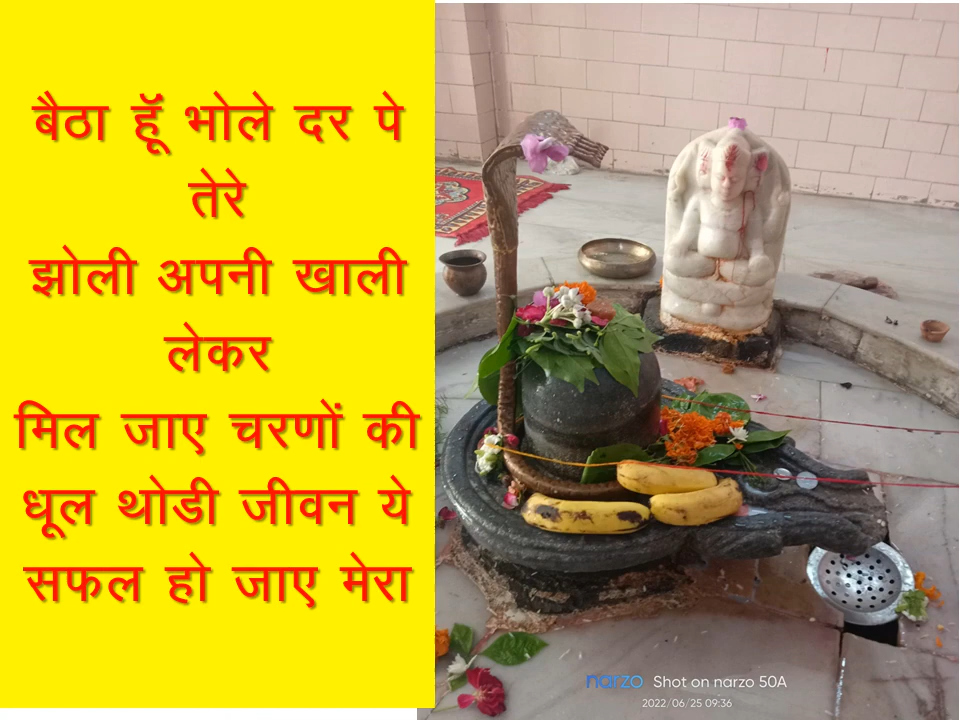 बैठा हूॅं भोले दर पे
तेरे
झोली अपनी खाली
लेकर
मिल जाए चरणों की
धूल थोडी जीवन ये
सफल हो जाए मेरा
narzo Shot on narzo 50A
2022/06/25 09:36